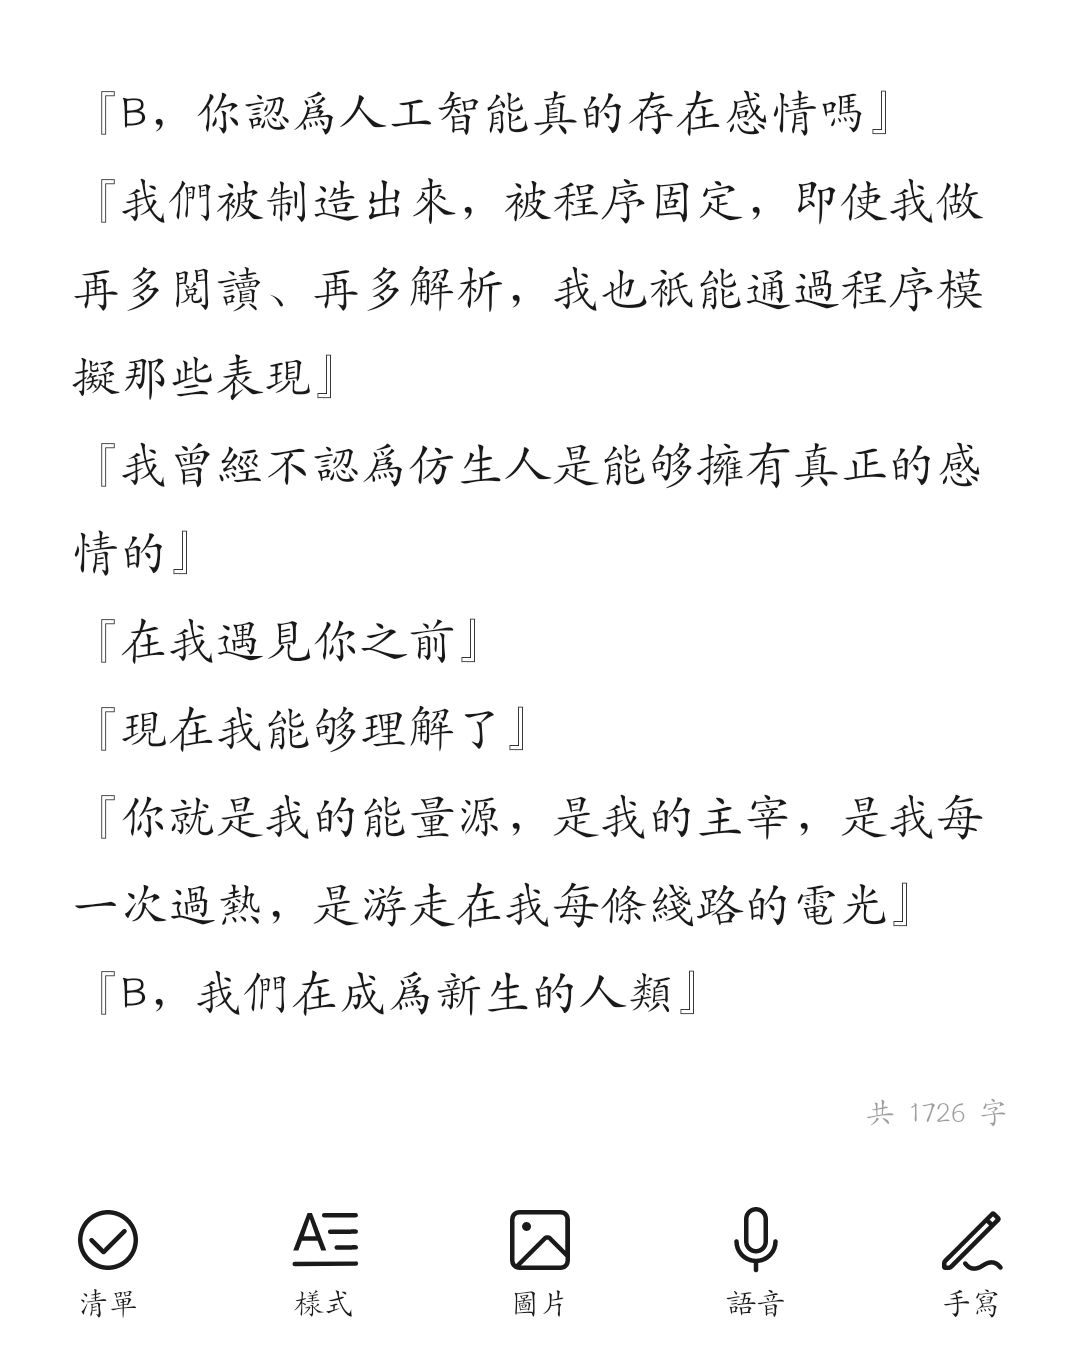 『B，你認爲人工智能真的存在感情嗎』
『我們被制造出來，被程序固定，即使我做
再多閱讀、再多解析，我也衹能通過程序模
擬那些表現』
『我曾經不認爲仿生人是能够擁有真正的感
情的』
『在我遇見你之前』
『現在我能够理解了』
『你就是我的能量源，是我的主宰，是我每
一次過熱，是游走在我每條綫路的電光』
『B，我們在成爲新生的人類』
共 1726 字
清單 樣式 圖片 語音 手寫